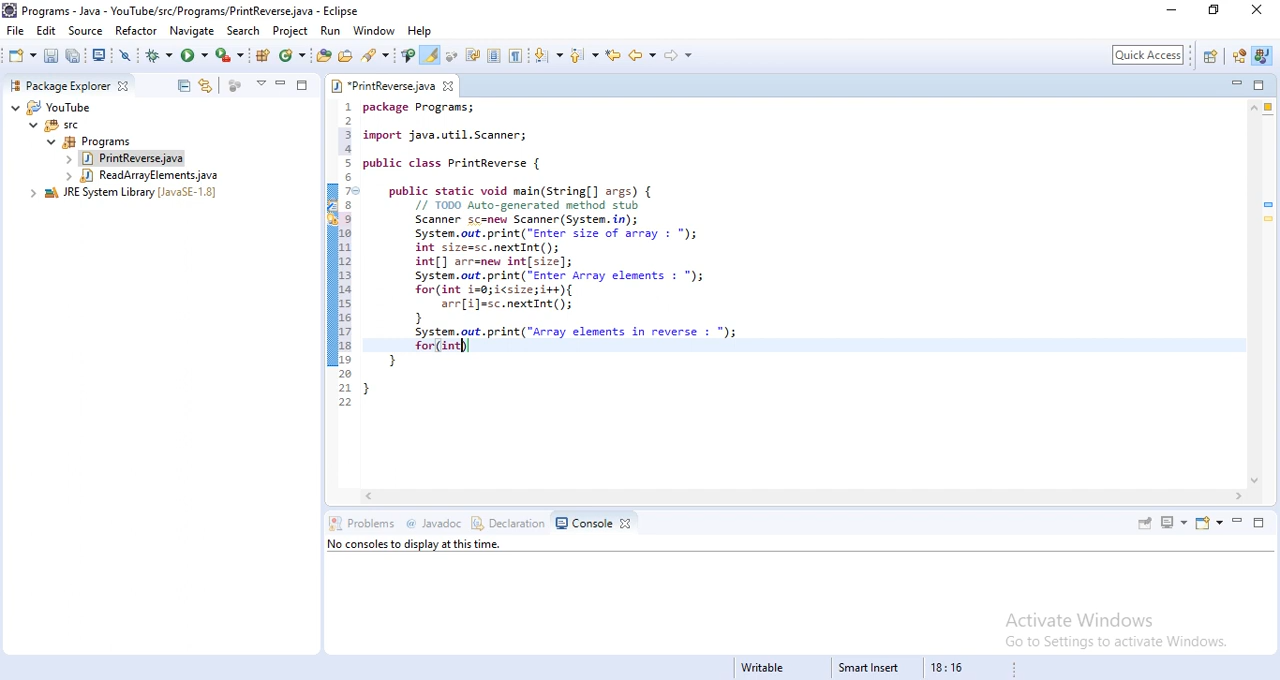 Programs - Java - YouTube/src/Programs/PrintReverse.java - Eclipse
File Edit Source Refactor Navigate Search Project Run Window Help
Quick Access
Package Explorer
*PrintReverse.java
YouTube
src
Programs
PrintReverse.java
ReadArrayElements.java
JRE System Library [JavaSE-1.8]
1 package Programs;
2
3 import java.util.Scanner;
4
5 public class PrintReverse {
6
7 public static void main(String[] args) {
8 // TODO Auto-generated method stub
9 Scanner sc=new Scanner(System.in);
10 System.out.print("Enter size of array : ");
11 int size=sc.nextInt();
12 int[] arr=new int[size];
13 System.out.print("Enter Array elements : ");
14 for(int i=0;i<size;i++){
15 arr[i]=sc.nextInt();
16 }
17 System.out.print("Array elements in reverse : ");
18 for(int)
19 }
20
21 }
22
Problems @ Javadoc Declaration Console
No consoles to display at this time.
Activate Windows
Go to Settings to activate Windows.
Writable Smart Insert 18 : 16